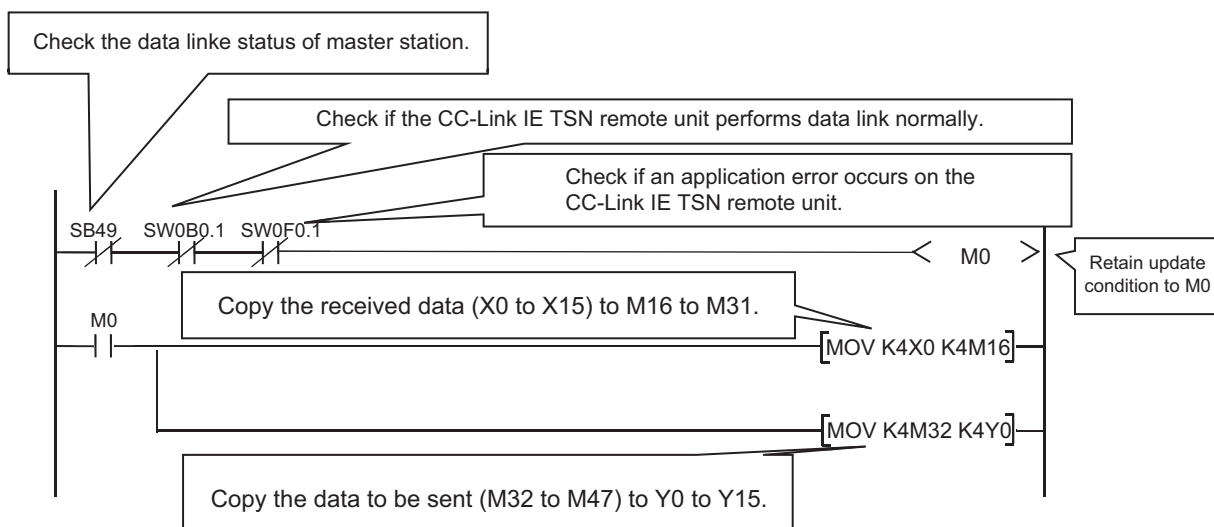 Check the data linke status of master station.
Check if the CC-Link IE TSN remote unit performs data link normally.
Check if an application error occurs on the
CC-Link IE TSN remote unit.
SB49 SW0B0.1 SW0F0.1
M0
Retain update
condition to M0
Copy the received data (X0 to X15) to M16 to M31.
M0
MOV K4X0 K4M16
MOV K4M32 K4Y0
Copy the data to be sent (M32 to M47) to Y0 to Y15.